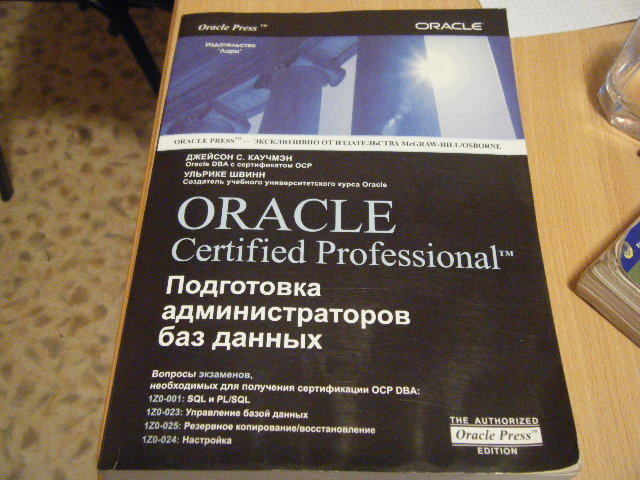 Oracle Press™
ORACLE
Издательство
"Лори"
ORACLE PRESS™ — ЭКСКЛЮЗИВНО ОТ ИЗДАТЕЛЬСТВА McGRAW-HILL/OSBORNE
ДЖЕЙСОН С. КАУЧМЭН
Oracle DBA с сертификатом OCP
УЛЬРИКЕ ШВИНН
Создатель учебного университетского курса Oracle
ORACLE
Certified Professional™
Подготовка
администраторов
баз данных
Вопросы экзаменов,
необходимых для получения сертификации OCP DBA:
1Z0-001: SQL и PL/SQL
1Z0-023: Управление базой данных
1Z0-025: Резервное копирование/восстановление
1Z0-024: Настройка
THE AUTHORIZED
Oracle Press™
EDITION